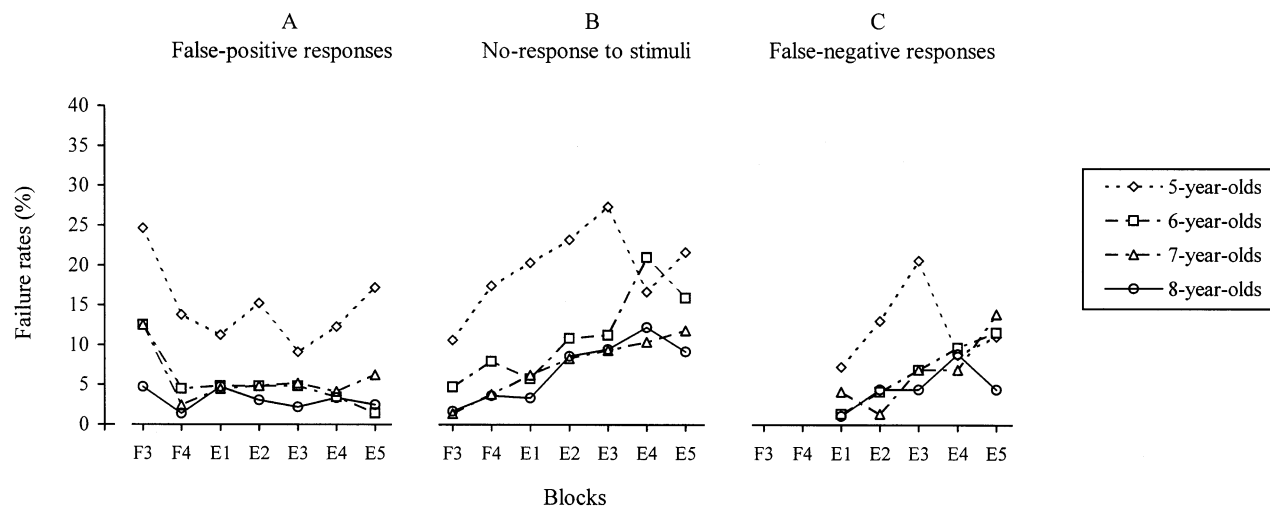 A
False-positive responses
B
No-response to stimuli
C
False-negative responses
Failure rates (%)
40
35
30
25
20
15
10
5
0
F3 F4 E1 E2 E3 E4 E5
F3 F4 E1 E2 E3 E4 E5
F3 F4 E1 E2 E3 E4 E5
Blocks
5-year-olds
6-year-olds
7-year-olds
8-year-olds